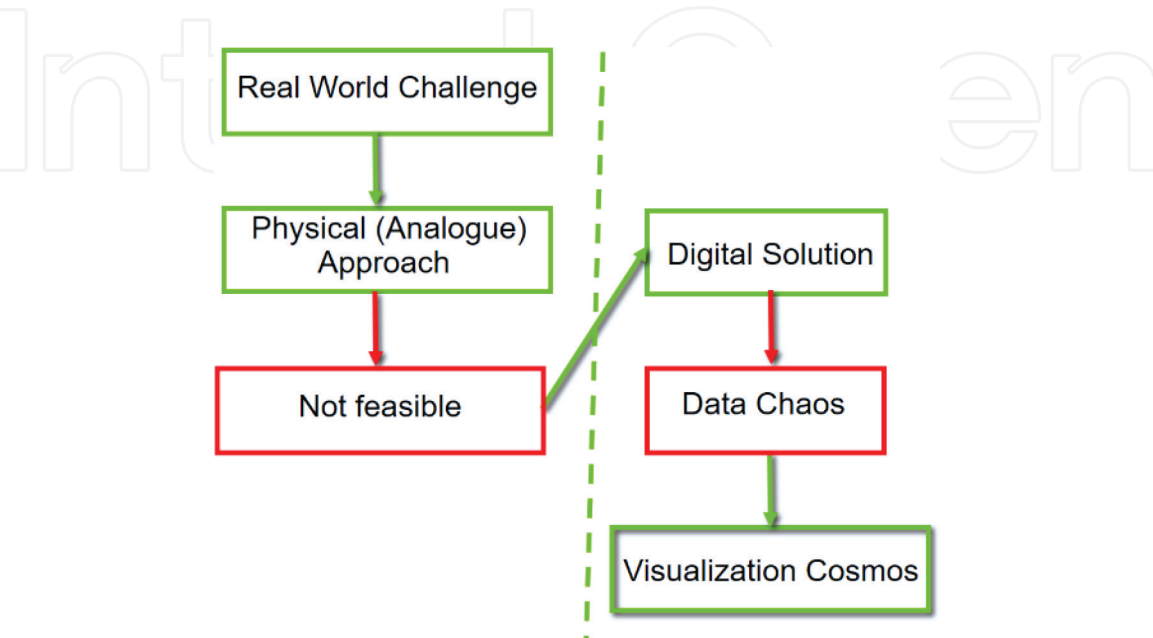 Real World Challenge
Physical (Analogue)
Approach
Not feasible
Digital Solution
Data Chaos
Visualization Cosmos